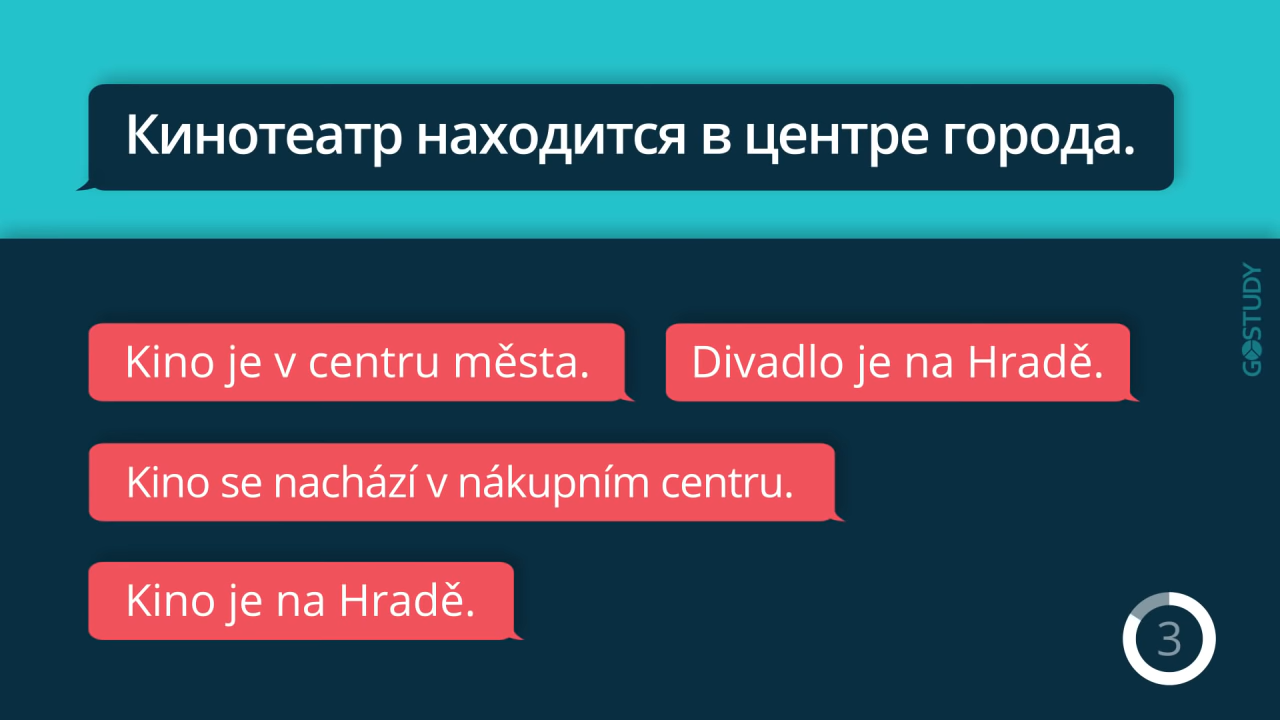 Кинотеатр находится в центре города.
Kino je v centru města.
Divadlo je na Hradě.
Kino se nachází v nákupním centru.
Kino je na Hradě.
3
GOSTUDY